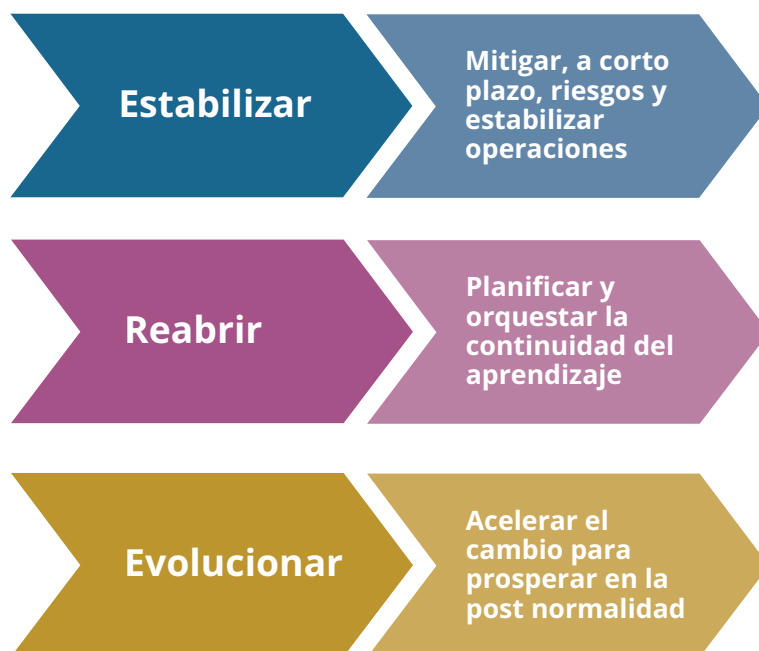 Estabilizar
Mitigar, a corto
plazo, riesgos y
estabilizar
operaciones
Reabrir
Planificar y
orquestar la
continuidad del
aprendizaje
Evolucionar
Acelerar el
cambio para
prosperar en la
post normalidad